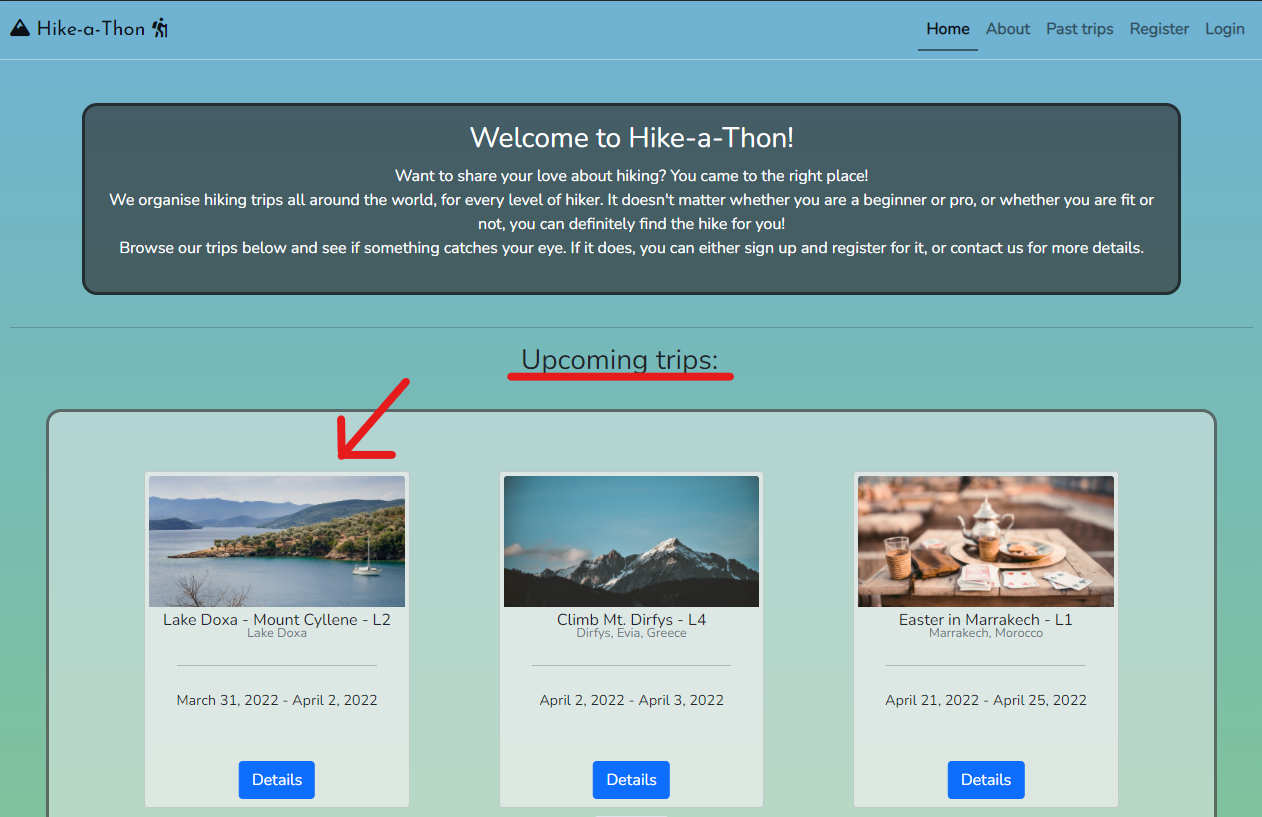 Hike-a-Thon
Home About Past trips Register Login
Welcome to Hike-a-Thon!
Want to share your love about hiking? You came to the right place!
We organise hiking trips all around the world, for every level of hiker. It doesn't matter whether you are a beginner or pro, or whether you are fit or
not, you can definitely find the hike for you!
Browse our trips below and see if something catches your eye. If it does, you can either sign up and register for it, or contact us for more details.
Upcoming trips:
Lake Doxa - Mount Cyllene - L2
Lake Doxa
March 31, 2022 - April 2, 2022
Details
Climb Mt. Dirfys - L4
Dirfys, Evia, Greece
April 2, 2022 - April 3, 2022
Details
Easter in Marrakech - L1
Marrakech, Morocco
April 21, 2022 - April 25, 2022
Details